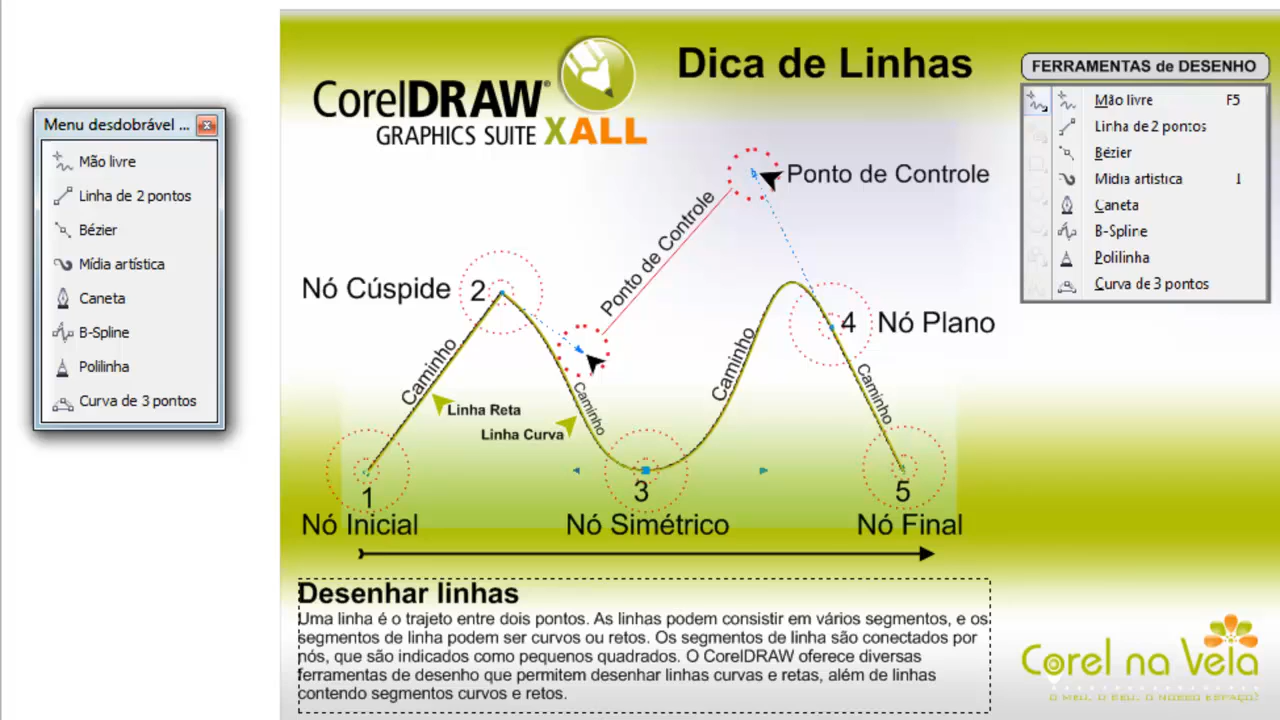 Menu desdobrável ...
Mão livre
Linha de 2 pontos
Bézier
Mídia artística
Caneta
B-Spline
Polilinha
Curva de 3 pontos
CorelDRAW®
GRAPHICS SUITE XALL
Dica de Linhas
FERRAMENTAS de DESENHO
Mão livre F5
Linha de 2 pontos
Bézier
Mídia artística I
Caneta
B-Spline
Polilinha
Curva de 3 pontos
Ponto de Controle
Ponto de Controle
Nó Cúspide 2
4 Nó Plano
Caminho
Caminho
Caminho
Caminho
Linha Reta
Linha Curva
1
3
5
Nó Inicial
Nó Simétrico
Nó Final
Desenhar linhas
Uma linha é o trajeto entre dois pontos. As linhas podem consistir em vários segmentos, e os
segmentos de linha podem ser curvos ou retos. Os segmentos de linha são conectados por
nós, que são indicados como pequenos quadrados. O CorelDRAW oferece diversas
ferramentas de desenho que permitem desenhar linhas curvas e retas, além de linhas
contendo segmentos curvos e retos.
Corel na Veia
O MEU, O SEU, O NOSSO ESPAÇO!